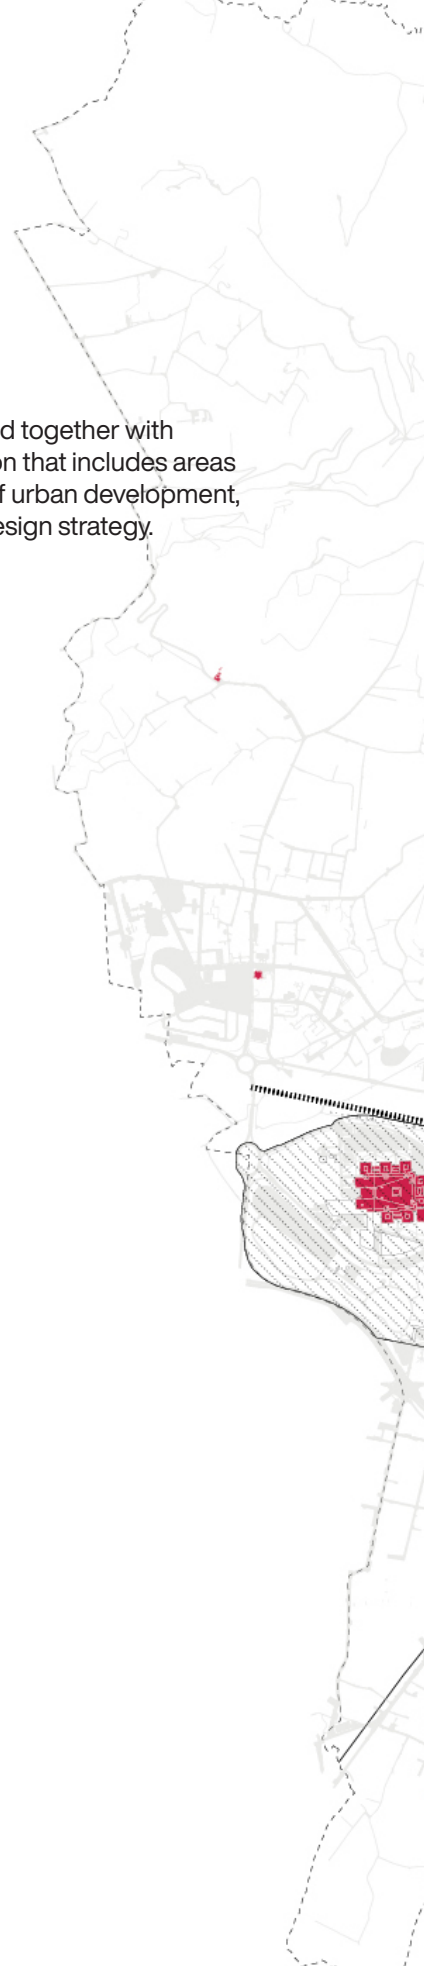 d together with
on that includes areas
f urban development,
esign strategy.